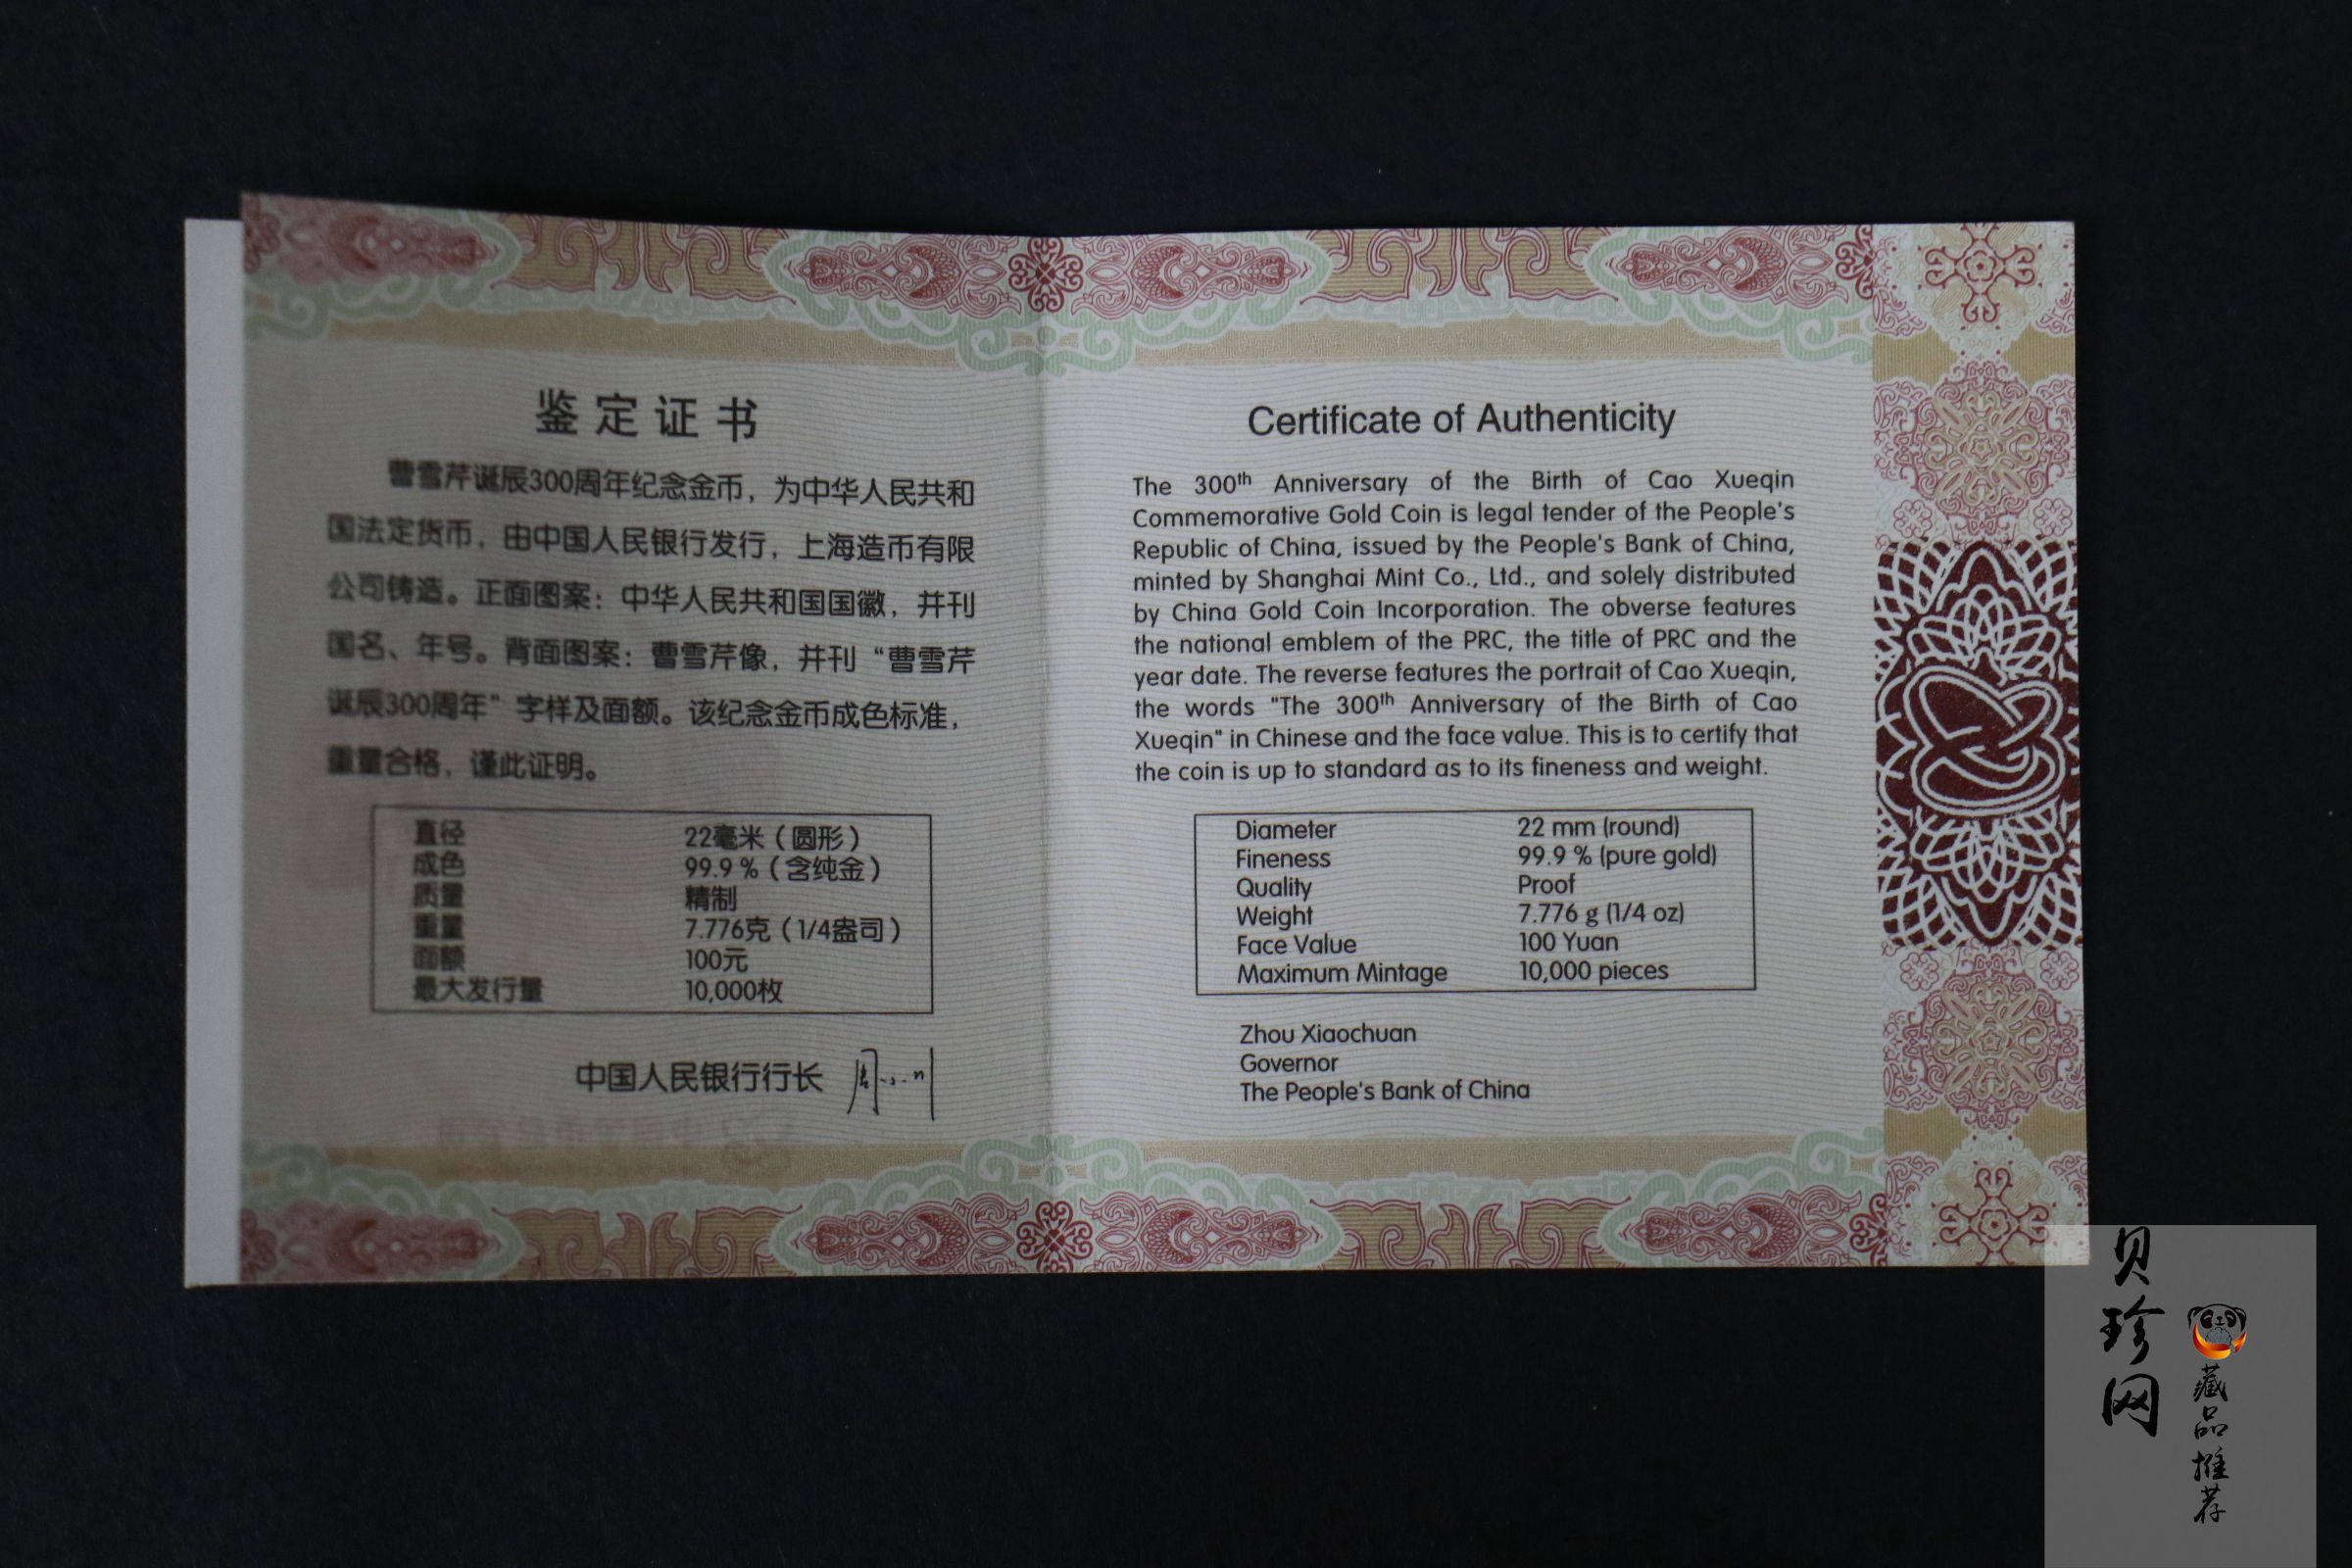 鉴定证书
曹雪芹诞辰300周年纪念金币，为中华人民共和
国法定货币，由中国人民银行发行，上海造币有限
公司铸造。正面图案：中华人民共和国国徽，并刊
国名、年号。背面图案：曹雪芹像，并刊“曹雪芹
诞辰300周年”字样及面额。该纪念金币成色标准，
重量合格，谨此证明。
直径 22毫米（圆形）
成色 99.9 %（含纯金）
质量 精制
重量 7.776克（1/4盎司）
面额 100元
最大发行量 10,000枚
中国人民银行行长
Certificate of Authenticity
The 300th Anniversary of the Birth of Cao Xueqin
Commemorative Gold Coin is legal tender of the People's
Republic of China, issued by the People's Bank of China,
minted by Shanghai Mint Co., Ltd., and solely distributed
by China Gold Coin Incorporation. The obverse features
the national emblem of the PRC, the title of PRC and the
year date. The reverse features the portrait of Cao Xueqin,
the words "The 300th Anniversary of the Birth of Cao
Xueqin" in Chinese and the face value. This is to certify that
the coin is up to standard as to its fineness and weight.
Diameter 22 mm (round)
Fineness 99.9 % (pure gold)
Quality Proof
Weight 7.776 g (1/4 oz)
Face Value 100 Yuan
Maximum Mintage 10,000 pieces
Zhou Xiaochuan
Governor
The People's Bank of China
贝珍网
藏品推荐